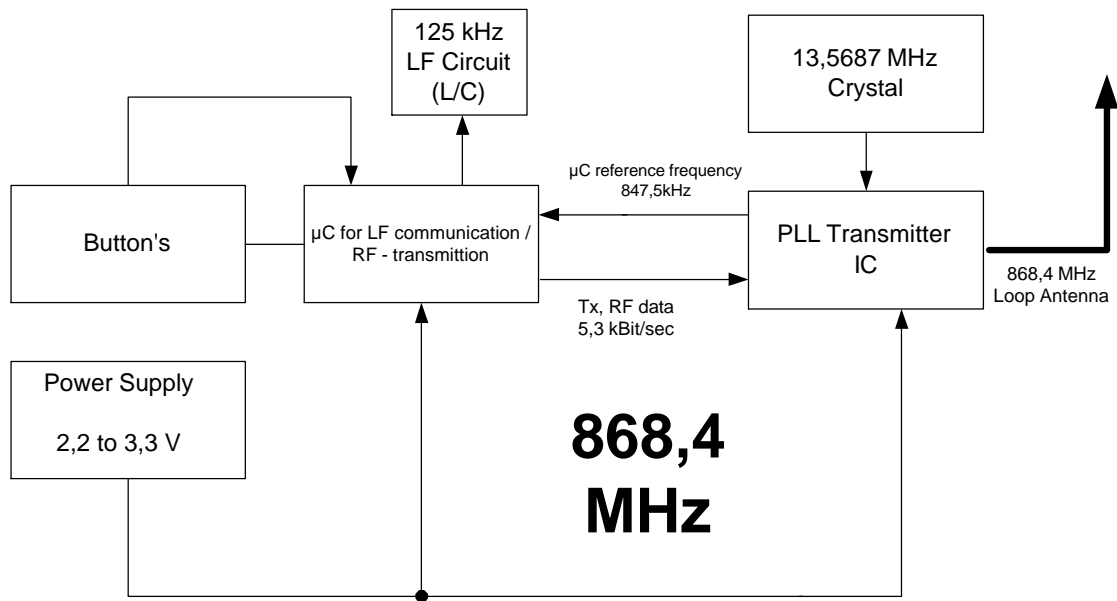 125 kHz
LF Circuit
(L/C)
13,5687 MHz
Crystal
µC reference frequency
847,5kHz
Button's
µC for LF communication /
RF - transmittion
PLL Transmitter
IC
868,4 MHz
Loop Antenna
Tx, RF data
5,3 kBit/sec
Power Supply
2,2 to 3,3 V
868,4
MHz